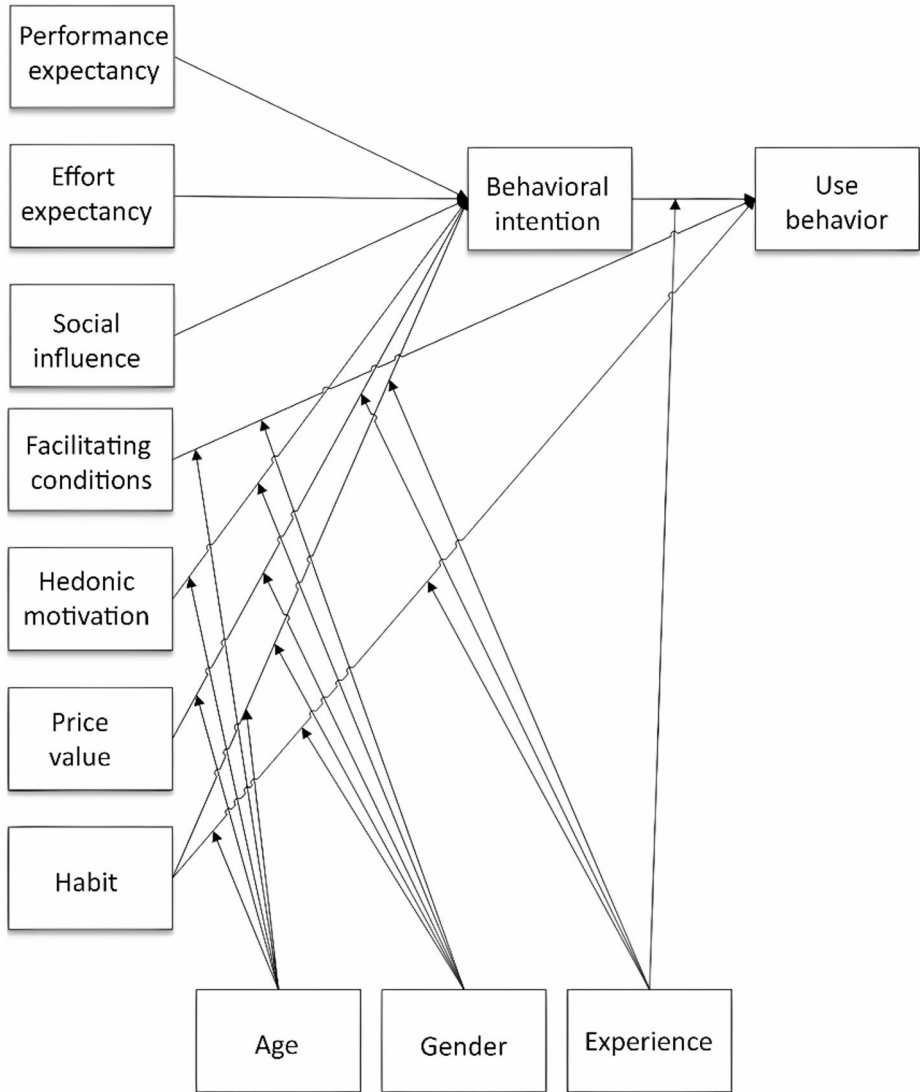 Performance
expectancy
Effort
expectancy
Behavioral
intention
Use
behavior
Social
influence
Facilitating
conditions
Hedonic
motivation
Price
value
Habit
Age
Gender
Experience